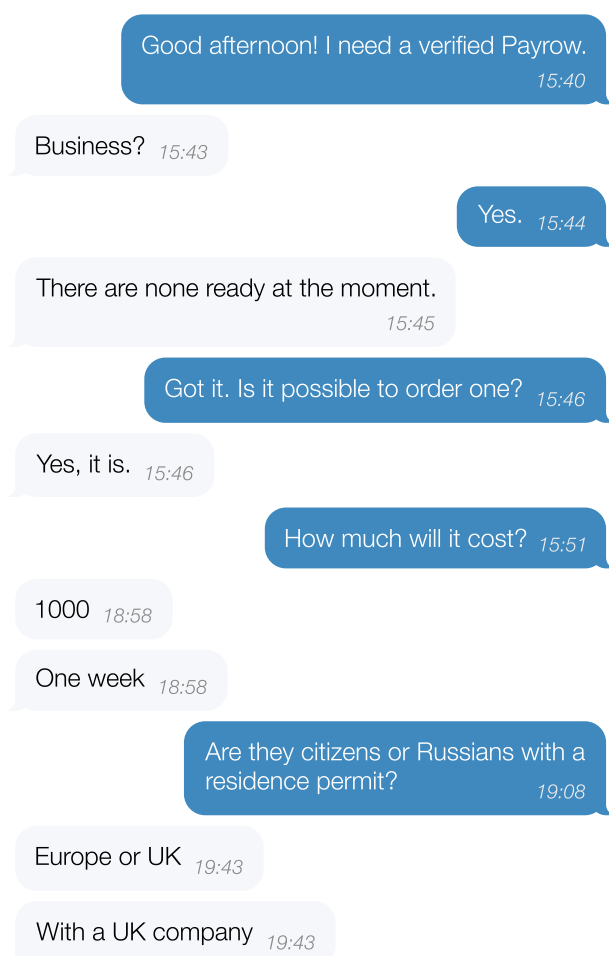 Good afternoon! I need a verified Payrow.
15:40
Business? 15:43
Yes. 15:44
There are none ready at the moment.
15:45
Got it. Is it possible to order one? 15:46
Yes, it is. 15:46
How much will it cost? 15:51
1000 18:58
One week 18:58
Are they citizens or Russians with a
residence permit? 19:08
Europe or UK 19:43
With a UK company 19:43